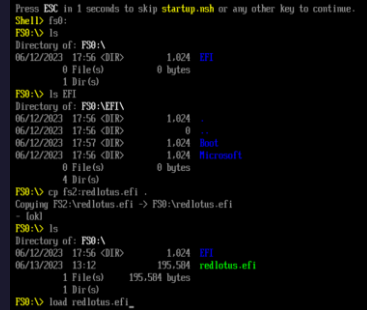 Press ESC in 1 seconds to skip startup.nsh or any other key to continue.
Shell> fs0:
FS0:\> ls
Directory of: FS0:\
06/12/2023 17:56 <DIR> 1.024 EFI
0 File(s) 0 bytes
1 Dir(s)
FS0:\> ls EFI
Directory of: FS0:\EFI\
06/12/2023 17:56 <DIR> 1.024 .
06/12/2023 17:56 <DIR> 0 ..
06/12/2023 17:57 <DIR> 1.024 Boot
06/12/2023 17:56 <DIR> 1.024 Microsoft
0 File(s) 0 bytes
4 Dir(s)
FS0:\> cp fs2:redlotus.efi .
Copying FS2:\redlotus.efi -> FS0:\redlotus.efi
- [ok]
FS0:\> ls
Directory of: FS0:\
06/12/2023 17:56 <DIR> 1.024 EFI
06/13/2023 13:12 195.584 redlotus.efi
1 File(s) 195.584 bytes
1 Dir(s)
FS0:\> load redlotus.efi_